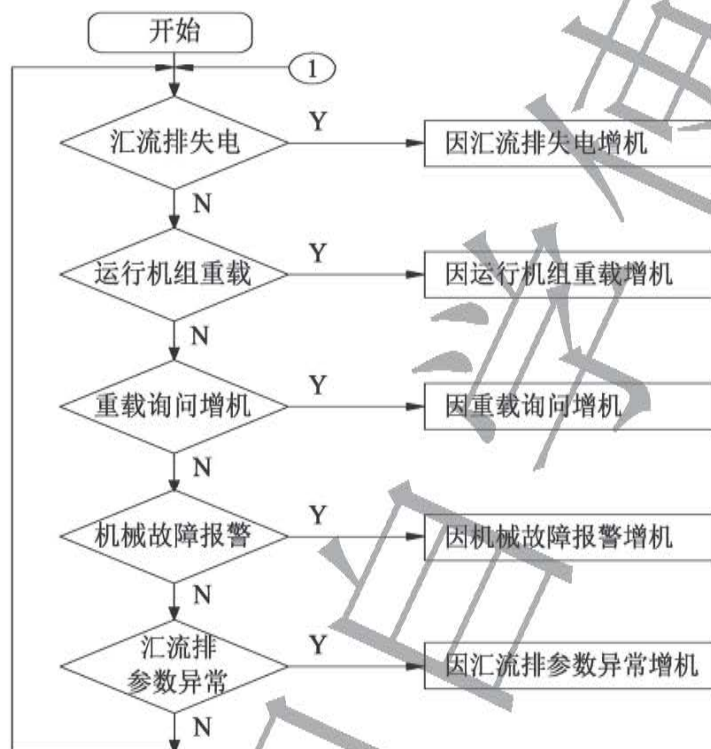 开始
1
汇流排失电
Y
因汇流排失电增机
N
运行机组重载
Y
因运行机组重载增机
N
重载询问增机
Y
因重载询问增机
N
机械故障报警
Y
因机械故障报警增机
N
汇流排
参数异常
Y
因汇流排参数异常增机
N